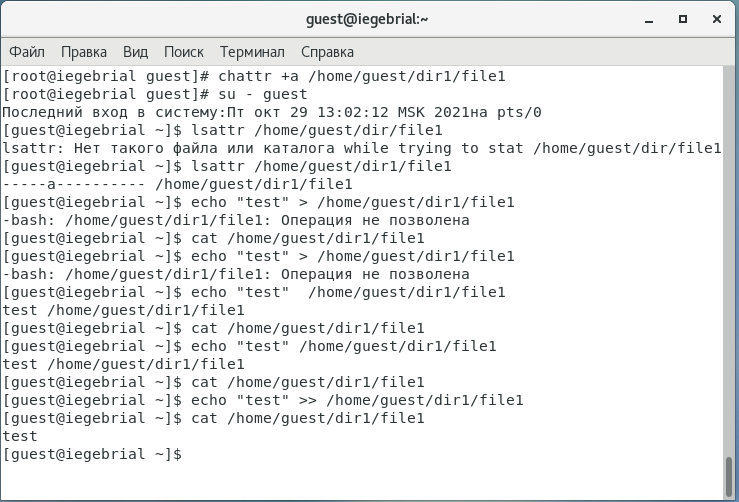 guest@iegebrial:~
Файл Правка Вид Поиск Терминал Справка
[root@iegebrial guest]# chattr +a /home/guest/dir1/file1
[root@iegebrial guest]# su - guest
Последний вход в систему:Пт окт 29 13:02:12 MSK 2021на pts/0
[guest@iegebrial ~]$ lsattr /home/guest/dir/file1
lsattr: Нет такого файла или каталога while trying to stat /home/guest/dir/file1
[guest@iegebrial ~]$ lsattr /home/guest/dir1/file1
-----a---------- /home/guest/dir1/file1
[guest@iegebrial ~]$ echo "test" > /home/guest/dir1/file1
-bash: /home/guest/dir1/file1: Операция не позволена
[guest@iegebrial ~]$ cat /home/guest/dir1/file1
[guest@iegebrial ~]$ echo "test" > /home/guest/dir1/file1
-bash: /home/guest/dir1/file1: Операция не позволена
[guest@iegebrial ~]$ echo "test"  /home/guest/dir1/file1
test /home/guest/dir1/file1
[guest@iegebrial ~]$ cat /home/guest/dir1/file1
[guest@iegebrial ~]$ echo "test" /home/guest/dir1/file1
test /home/guest/dir1/file1
[guest@iegebrial ~]$ cat /home/guest/dir1/file1
[guest@iegebrial ~]$ echo "test" >> /home/guest/dir1/file1
[guest@iegebrial ~]$ cat /home/guest/dir1/file1
test
[guest@iegebrial ~]$